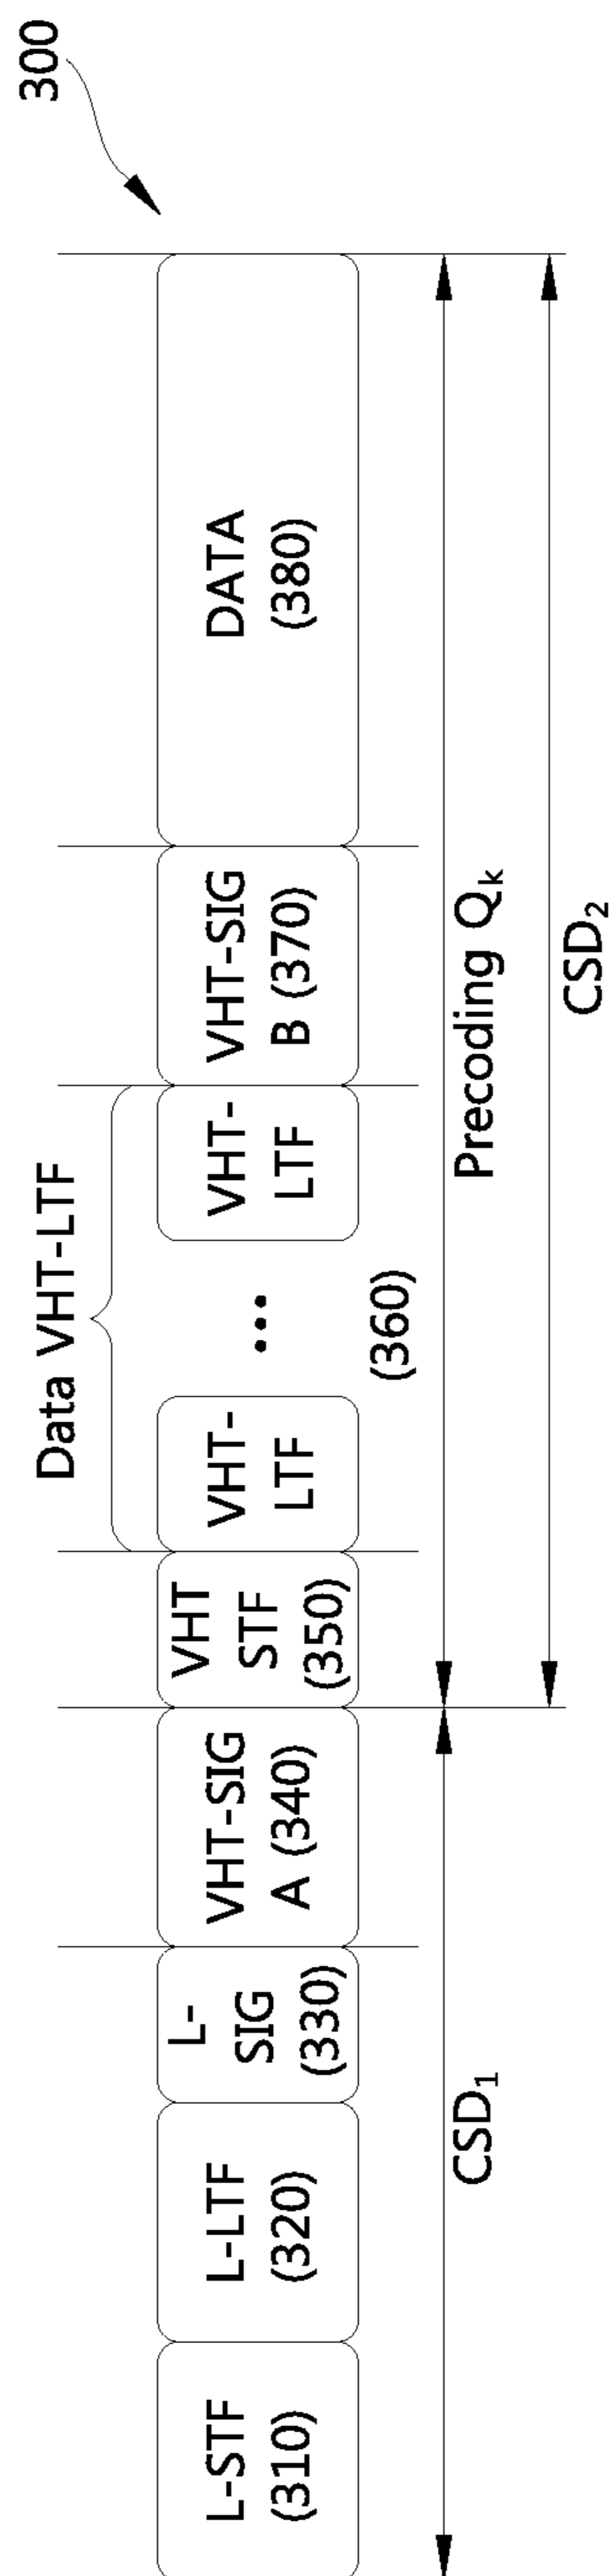 300
Data VHT-LTF
L-STF
(310)
L-LTF
(320)
L-
SIG
(330)
VHT-SIG
A (340)
VHT
STF
(350)
VHT-
LTF
...
VHT-
LTF
(360)
VHT-SIG
B (370)
DATA
(380)
CSD₁
Precoding Qₖ
CSD₂